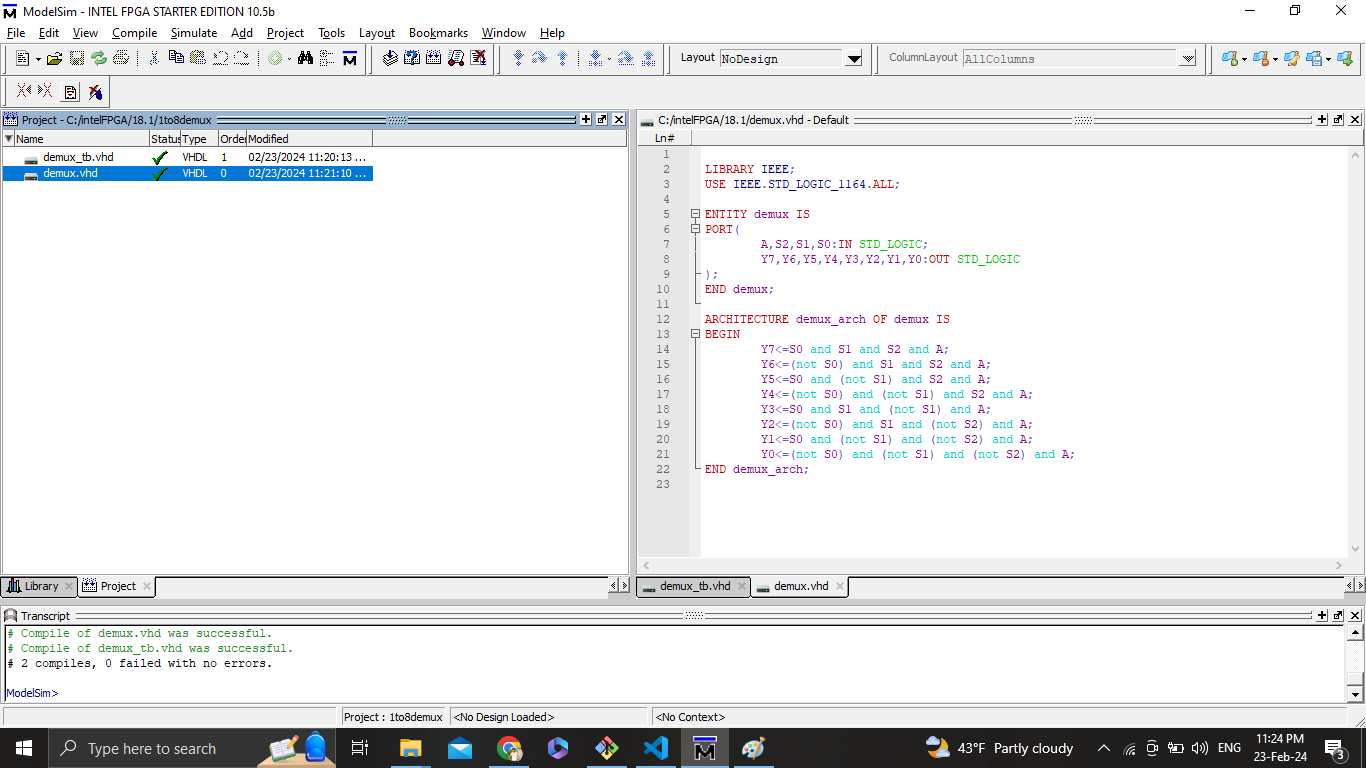 ModelSim - INTEL FPGA STARTER EDITION 10.5b
File Edit View Compile Simulate Add Project Tools Layout Bookmarks Window Help
Layout NoDesign ColumnLayout AllColumns
Project - C:/intelFPGA/18.1/1to8demux
Name Status Type Order Modified
demux_tb.vhd VHDL 1 02/23/2024 11:20:13 ...
demux.vhd VHDL 0 02/23/2024 11:21:10 ...
C:/intelFPGA/18.1/demux.vhd - Default
Ln#
1
2 LIBRARY IEEE;
3 USE IEEE.STD_LOGIC_1164.ALL;
4
5 ENTITY demux IS
6 PORT(
7 A,S2,S1,S0:IN STD_LOGIC;
8 Y7,Y6,Y5,Y4,Y3,Y2,Y1,Y0:OUT STD_LOGIC
9 );
10 END demux;
11
12 ARCHITECTURE demux_arch OF demux IS
13 BEGIN
14 Y7<=S0 and S1 and S2 and A;
15 Y6<=(not S0) and S1 and S2 and A;
16 Y5<=S0 and (not S1) and S2 and A;
17 Y4<=(not S0) and (not S1) and S2 and A;
18 Y3<=S0 and S1 and (not S1) and A;
19 Y2<=(not S0) and S1 and (not S2) and A;
20 Y1<=S0 and (not S1) and (not S2) and A;
21 Y0<=(not S0) and (not S1) and (not S2) and A;
22 END demux_arch;
23
Library Project
demux_tb.vhd demux.vhd
Transcript
# Compile of demux.vhd was successful.
# Compile of demux_tb.vhd was successful.
# 2 compiles, 0 failed with no errors.
ModelSim>
Project : 1to8demux <No Design Loaded> <No Context>
Type here to search
43°F Partly cloudy
ENG
11:24 PM
23-Feb-24
3